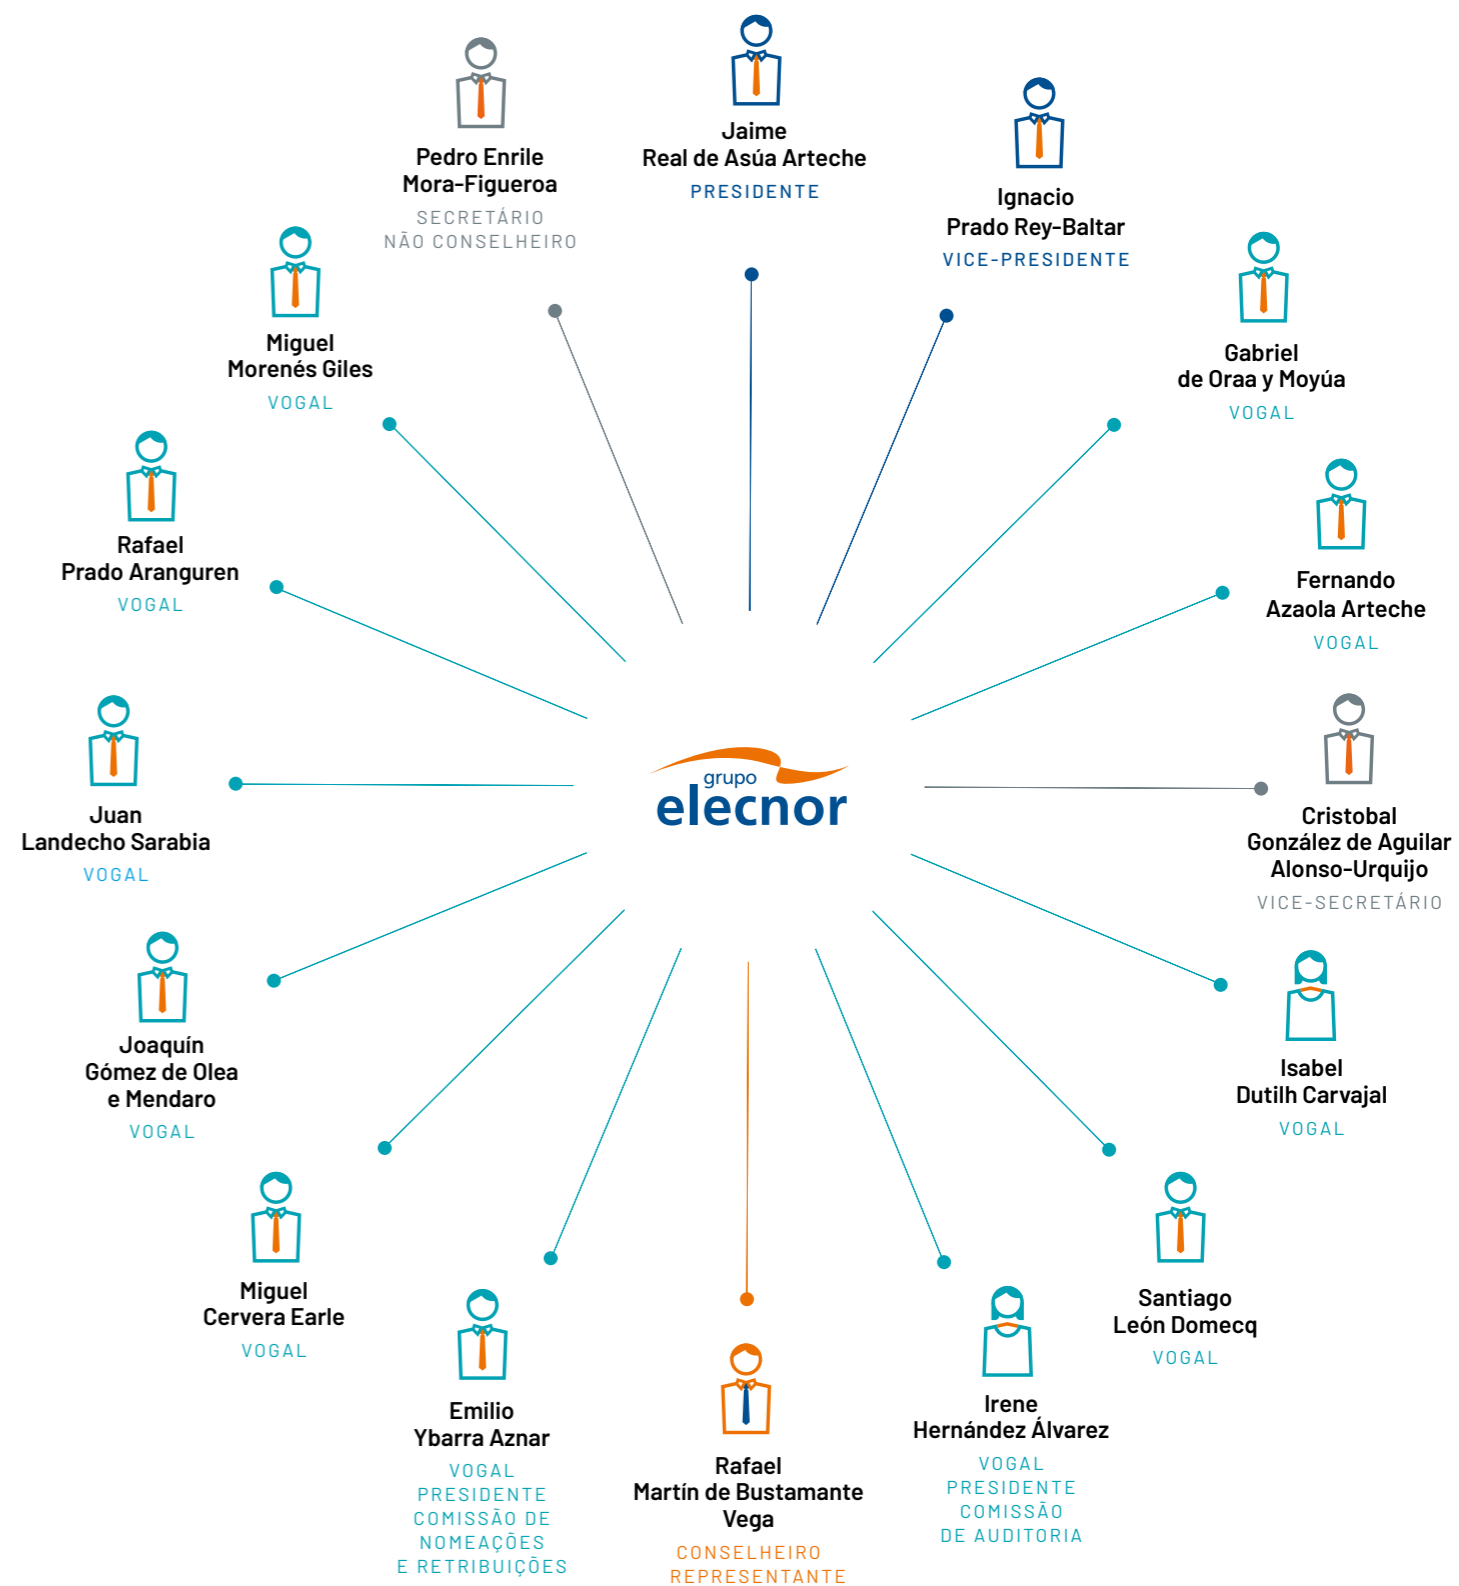 Jaime
Real de Asúa Arteche
PRESIDENTE
Ignacio
Prado Rey-Baltar
VICE-PRESIDENTE
Gabriel
de Oraa y Moyúa
VOGAL
Fernando
Azaola Arteche
VOGAL
Cristobal
González de Aguilar
Alonso-Urquijo
VICE-SECRETÁRIO
Isabel
Dutilh Carvajal
VOGAL
Santiago
León Domecq
VOGAL
Irene
Hernández Álvarez
VOGAL
PRESIDENTE
COMISSÃO
DE AUDITORIA
Rafael
Martín de Bustamante
Vega
CONSELHEIRO
REPRESENTANTE
Emilio
Ybarra Aznar
VOGAL
PRESIDENTE
COMISSÃO DE
NOMEAÇÕES
E RETRIBUIÇÕES
Miguel
Cervera Earle
VOGAL
Joaquín
Gómez de Olea
e Mendaro
VOGAL
Juan
Landecho Sarabia
VOGAL
Rafael
Prado Aranguren
VOGAL
Miguel
Morenés Giles
VOGAL
Pedro Enrile
Mora-Figueroa
SECRETÁRIO
NÃO CONSELHEIRO
grupo
elecnor